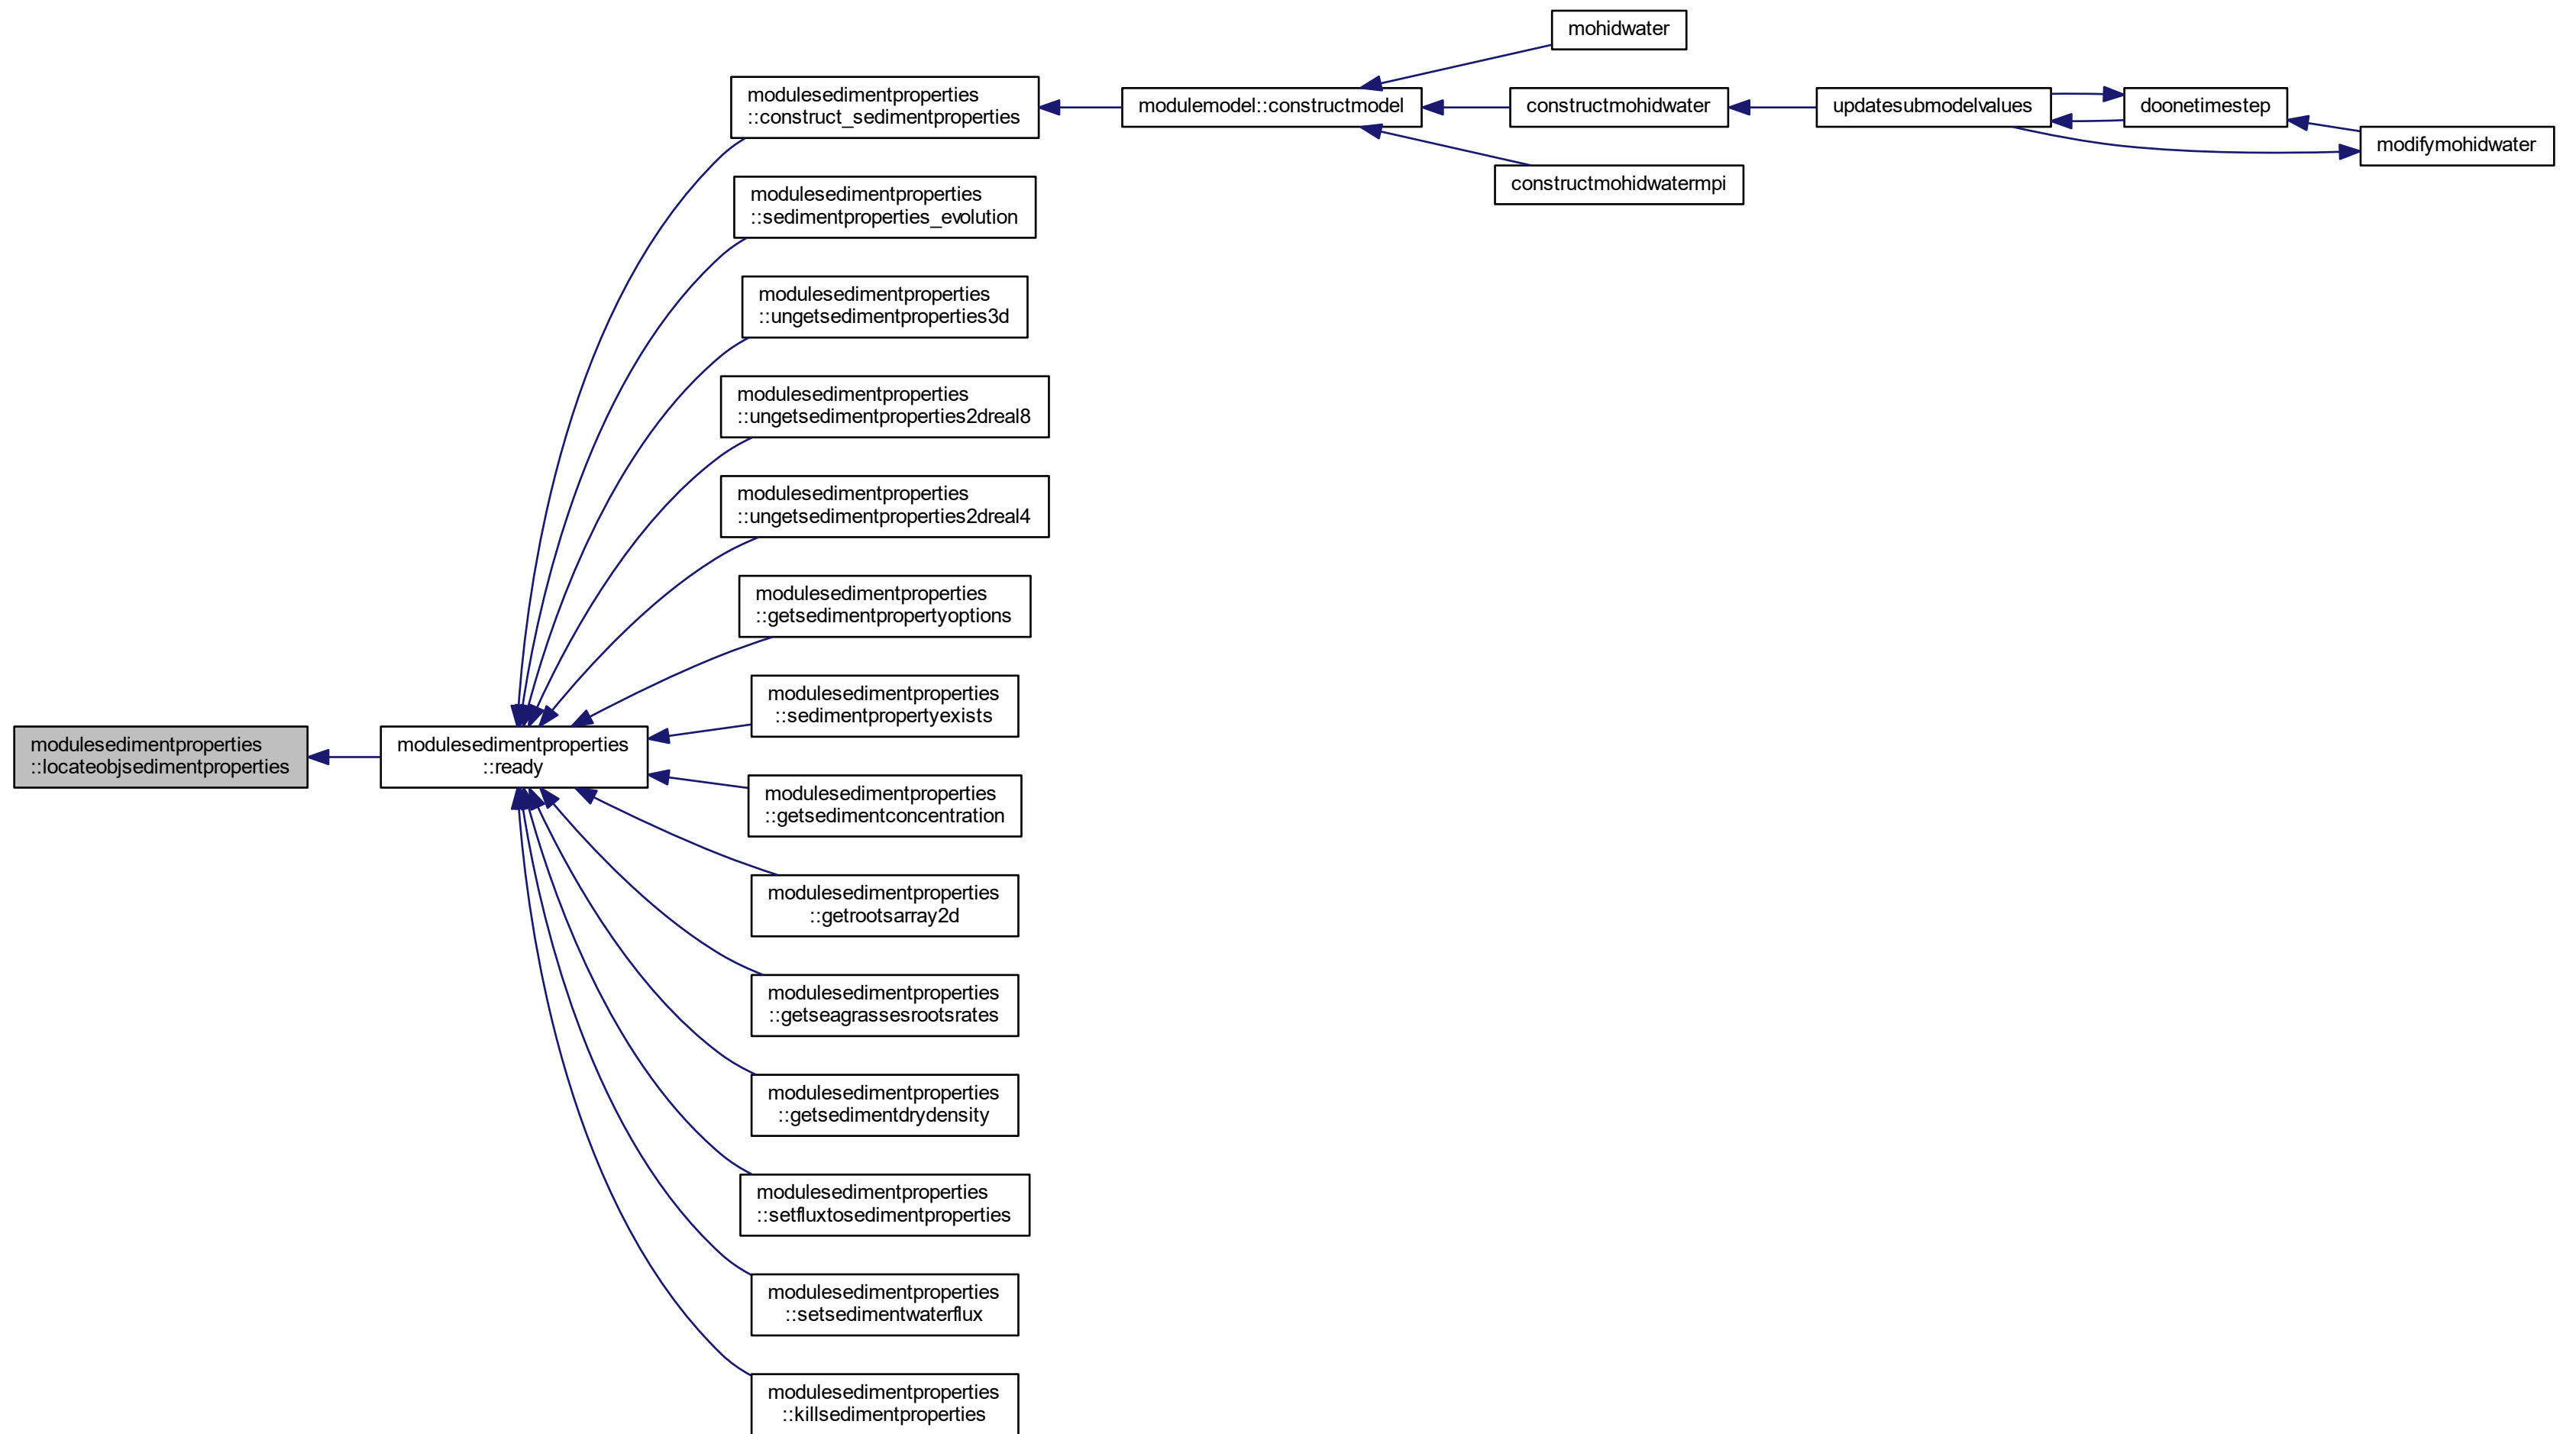 mohidwater
modulesedimentproperties
::construct_sedimentproperties
modulemodel::constructmodel
constructmohidwater
updatesubmodelvalues
doonetimestep
modifymohidwater
constructmohidwatermpi
modulesedimentproperties
::sedimentproperties_evolution
modulesedimentproperties
::ungetsedimentproperties3d
modulesedimentproperties
::ungetsedimentproperties2dreal8
modulesedimentproperties
::ungetsedimentproperties2dreal4
modulesedimentproperties
::getsedimentpropertyoptions
modulesedimentproperties
::sedimentpropertyexists
modulesedimentproperties
::locateobjsedimentproperties
modulesedimentproperties
::ready
modulesedimentproperties
::getsedimentconcentration
modulesedimentproperties
::getrootsarray2d
modulesedimentproperties
::getseagrassesrootsrates
modulesedimentproperties
::getsedimentdrydensity
modulesedimentproperties
::setfluxtosedimentproperties
modulesedimentproperties
::setsedimentwaterflux
modulesedimentproperties
::killsedimentproperties